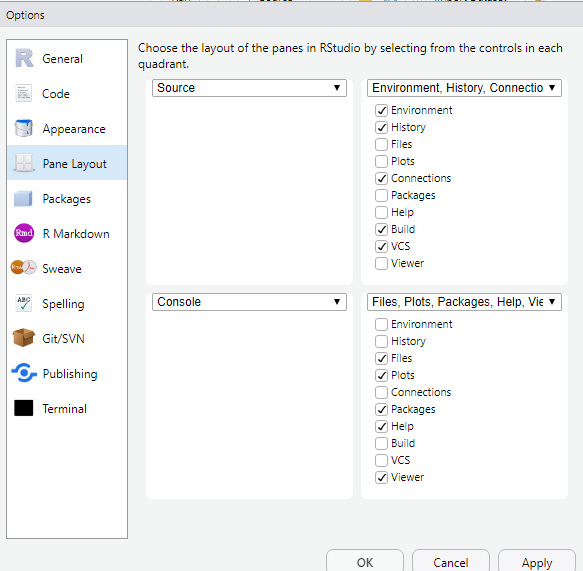 Options
General
Code
Appearance
Pane Layout
Packages
Rmd R Markdown
Sweave
ABC Spelling
Git/SVN
Publishing
Terminal
Choose the layout of the panes in RStudio by selecting from the controls in each
quadrant.
Source
Environment, History, Connectio
Environment
History
Files
Plots
Connections
Packages
Help
Build
VCS
Viewer
Console
Files, Plots, Packages, Help, Vie
Environment
History
Files
Plots
Connections
Packages
Help
Build
VCS
Viewer
OK
Cancel
Apply